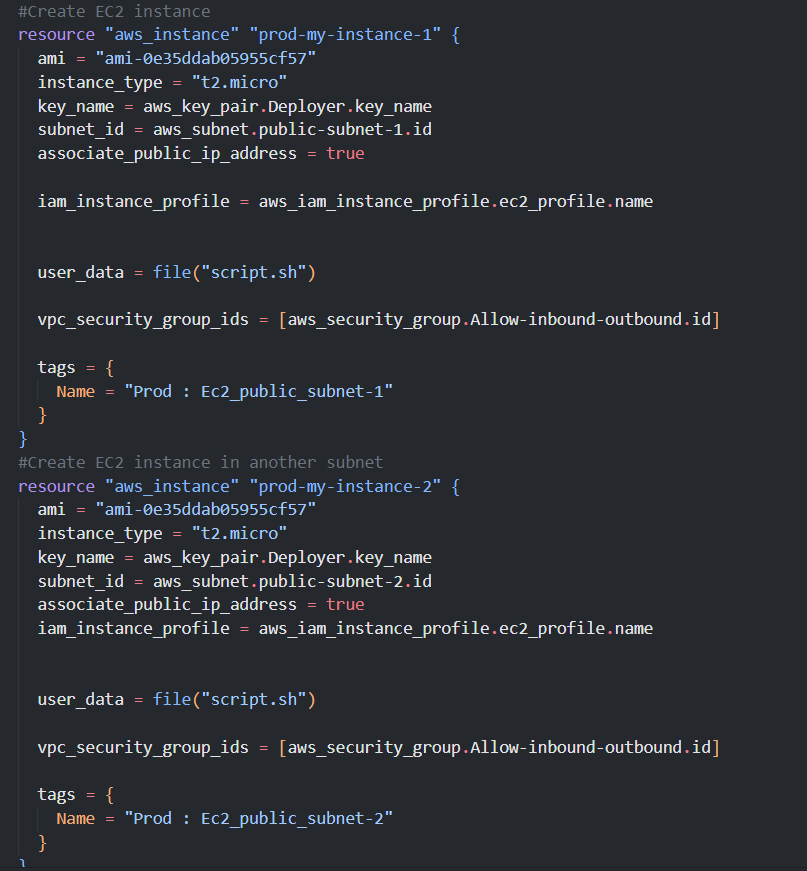 #Create EC2 instance
resource "aws_instance" "prod-my-instance-1" {
  ami = "ami-0e35ddab05955cf57"
  instance_type = "t2.micro"
  key_name = aws_key_pair.Deployer.key_name
  subnet_id = aws_subnet.public-subnet-1.id
  associate_public_ip_address = true
  iam_instance_profile = aws_iam_instance_profile.ec2_profile.name
  user_data = file("script.sh")
  vpc_security_group_ids = [aws_security_group.Allow-inbound-outbound.id]
  tags = {
    Name = "Prod : Ec2_public_subnet-1"
  }
}
#Create EC2 instance in another subnet
resource "aws_instance" "prod-my-instance-2" {
  ami = "ami-0e35ddab05955cf57"
  instance_type = "t2.micro"
  key_name = aws_key_pair.Deployer.key_name
  subnet_id = aws_subnet.public-subnet-2.id
  associate_public_ip_address = true
  iam_instance_profile = aws_iam_instance_profile.ec2_profile.name
  user_data = file("script.sh")
  vpc_security_group_ids = [aws_security_group.Allow-inbound-outbound.id]
  tags = {
    Name = "Prod : Ec2_public_subnet-2"
  }
}